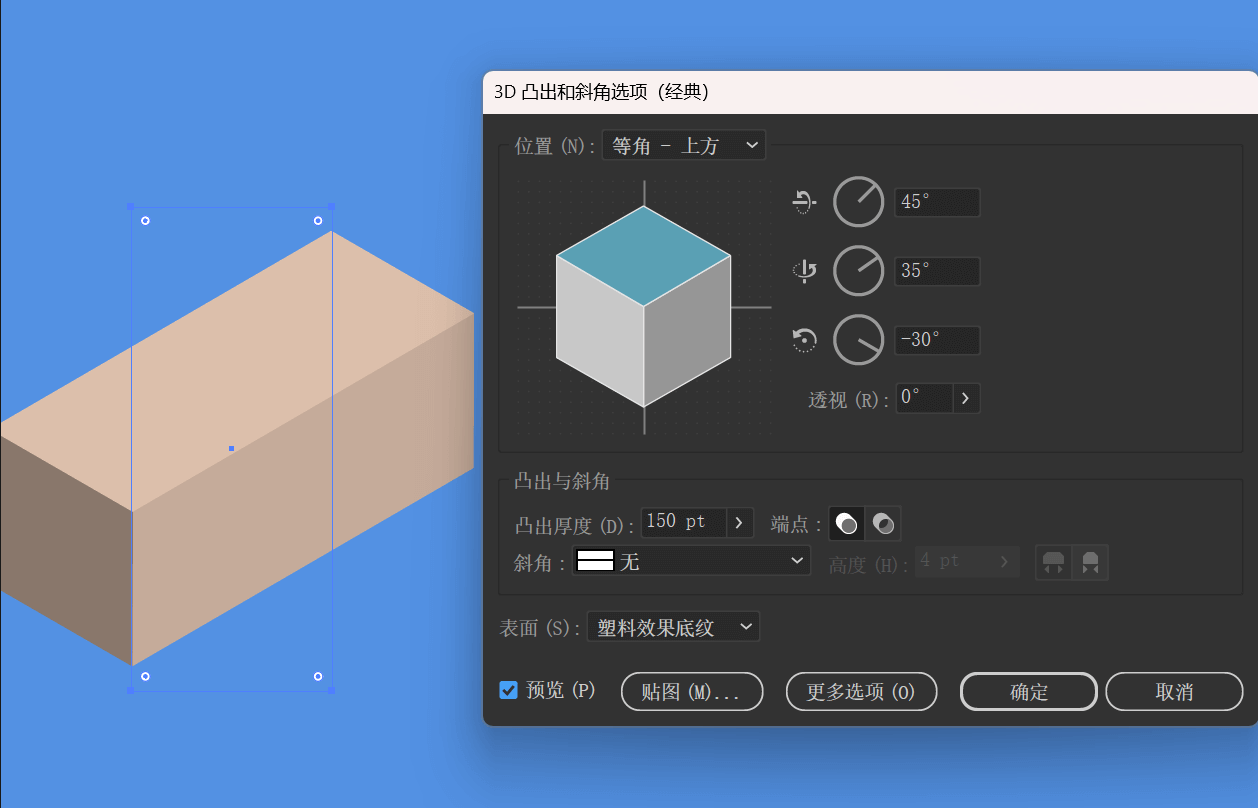 3D 凸出和斜角选项（经典）
位置 (N): 等角 - 上方
45°
35°
-30°
透视 (R): 0°
凸出与斜角
凸出厚度 (D): 150 pt 端点：
斜角： 无 高度 (H): 4 pt
表面 (S): 塑料效果底纹
预览 (P) 贴图 (M)... 更多选项 (O) 确定 取消